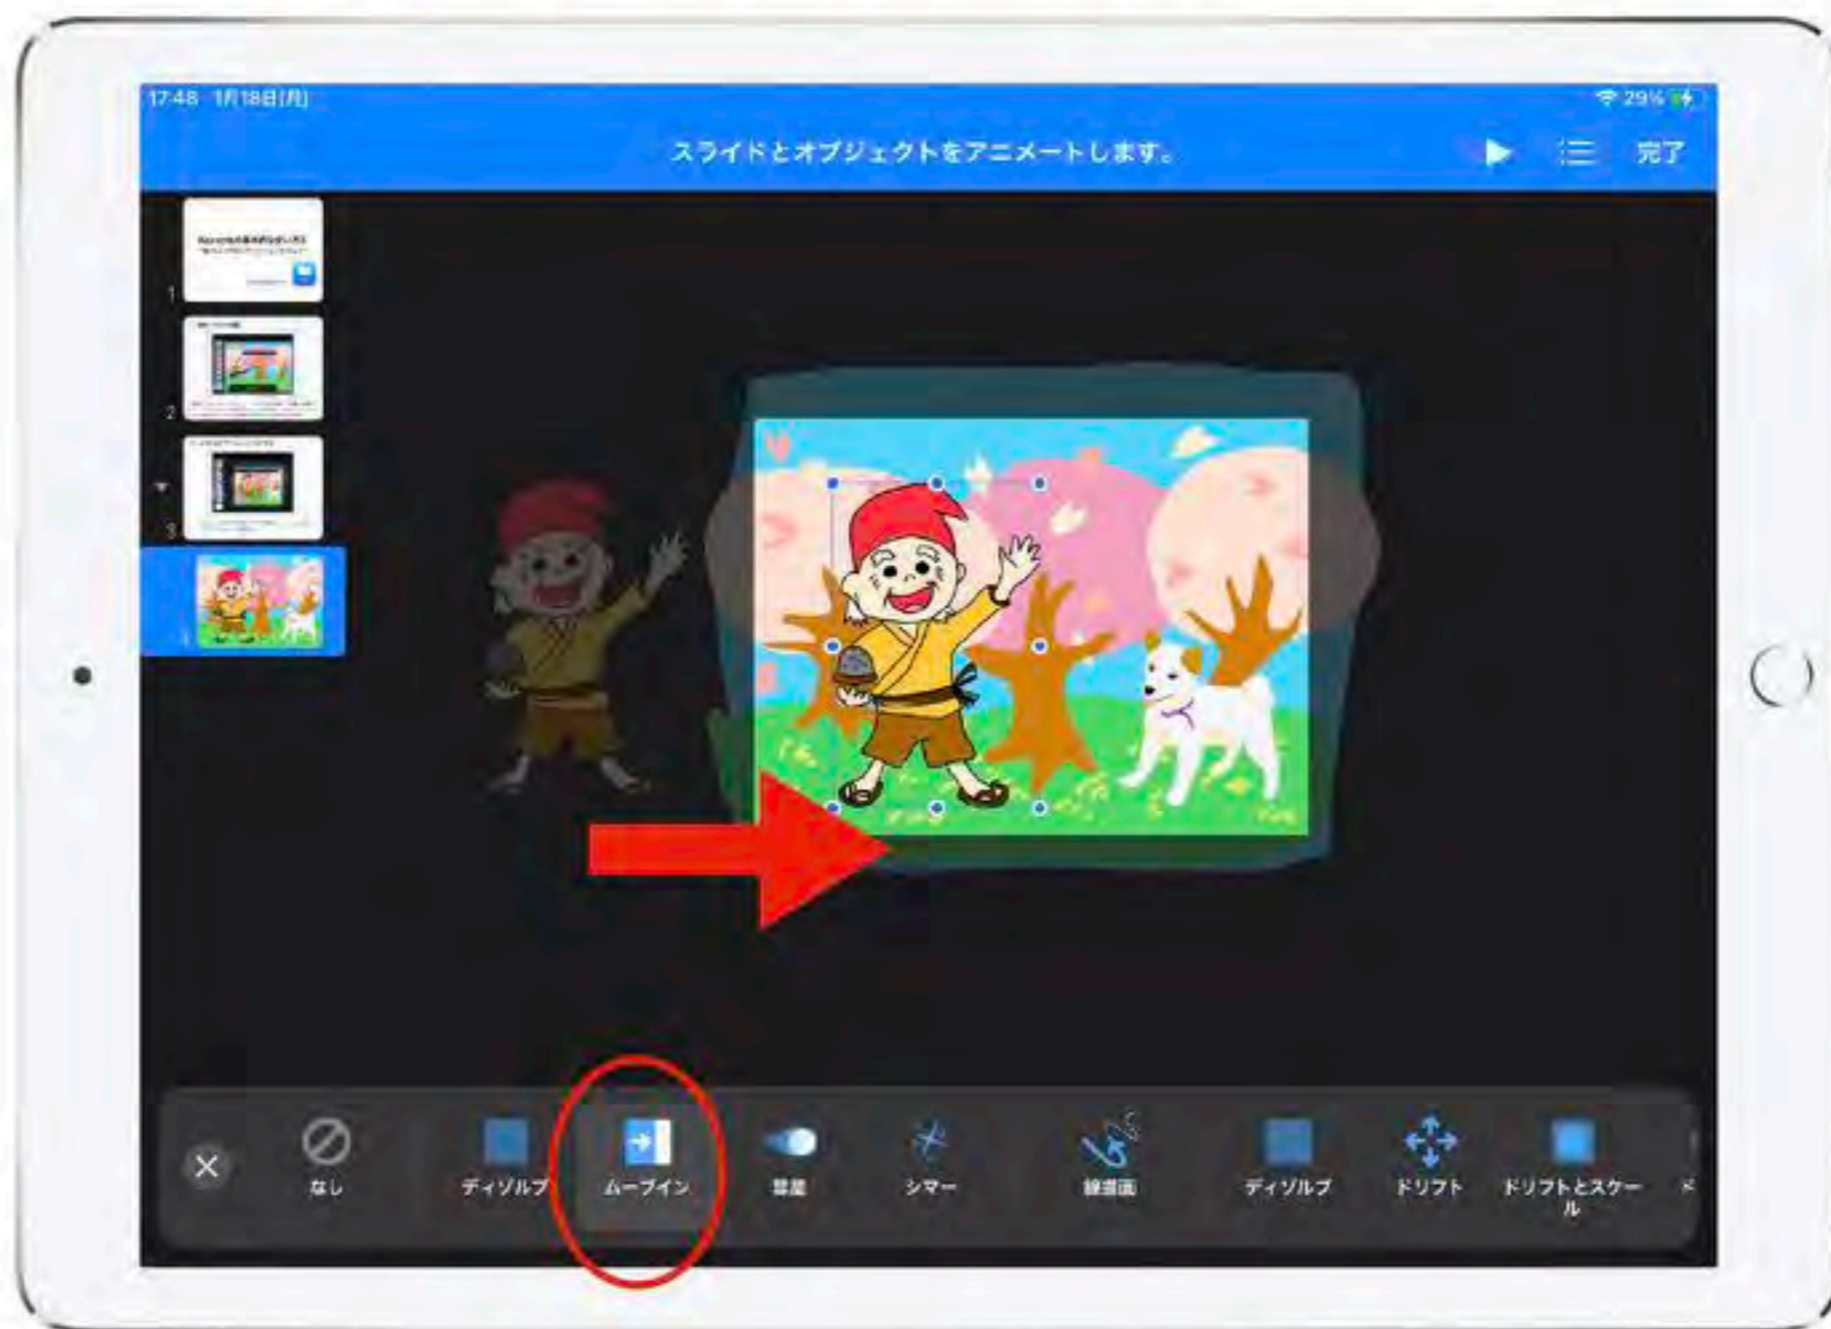 17:48 1月18日(月)
29%
スライドとオブジェクトをアニメートします。
完了
1
2
3
なし
ディゾルブ
ムーブイン
彗星
シマー
線描画
ディゾルブ
ドリフト
ドリフトとスケー
ル